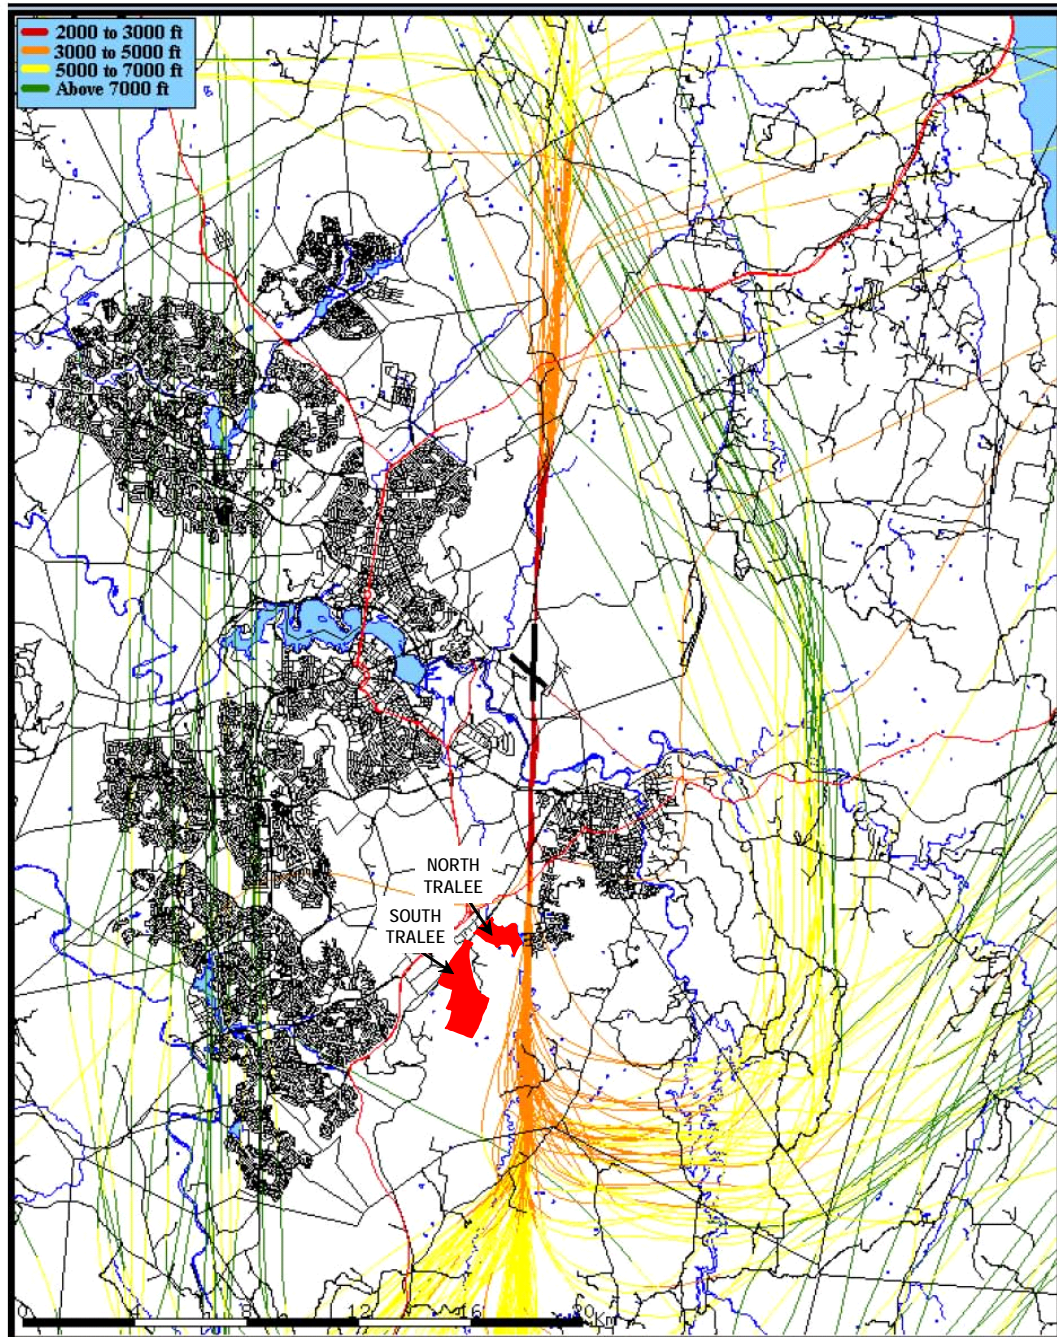 2000 to 3000 ft
3000 to 5000 ft
5000 to 7000 ft
Above 7000 ft
NORTH
TRALEE
SOUTH
TRALEE
0 4 8 12 16 20 Km